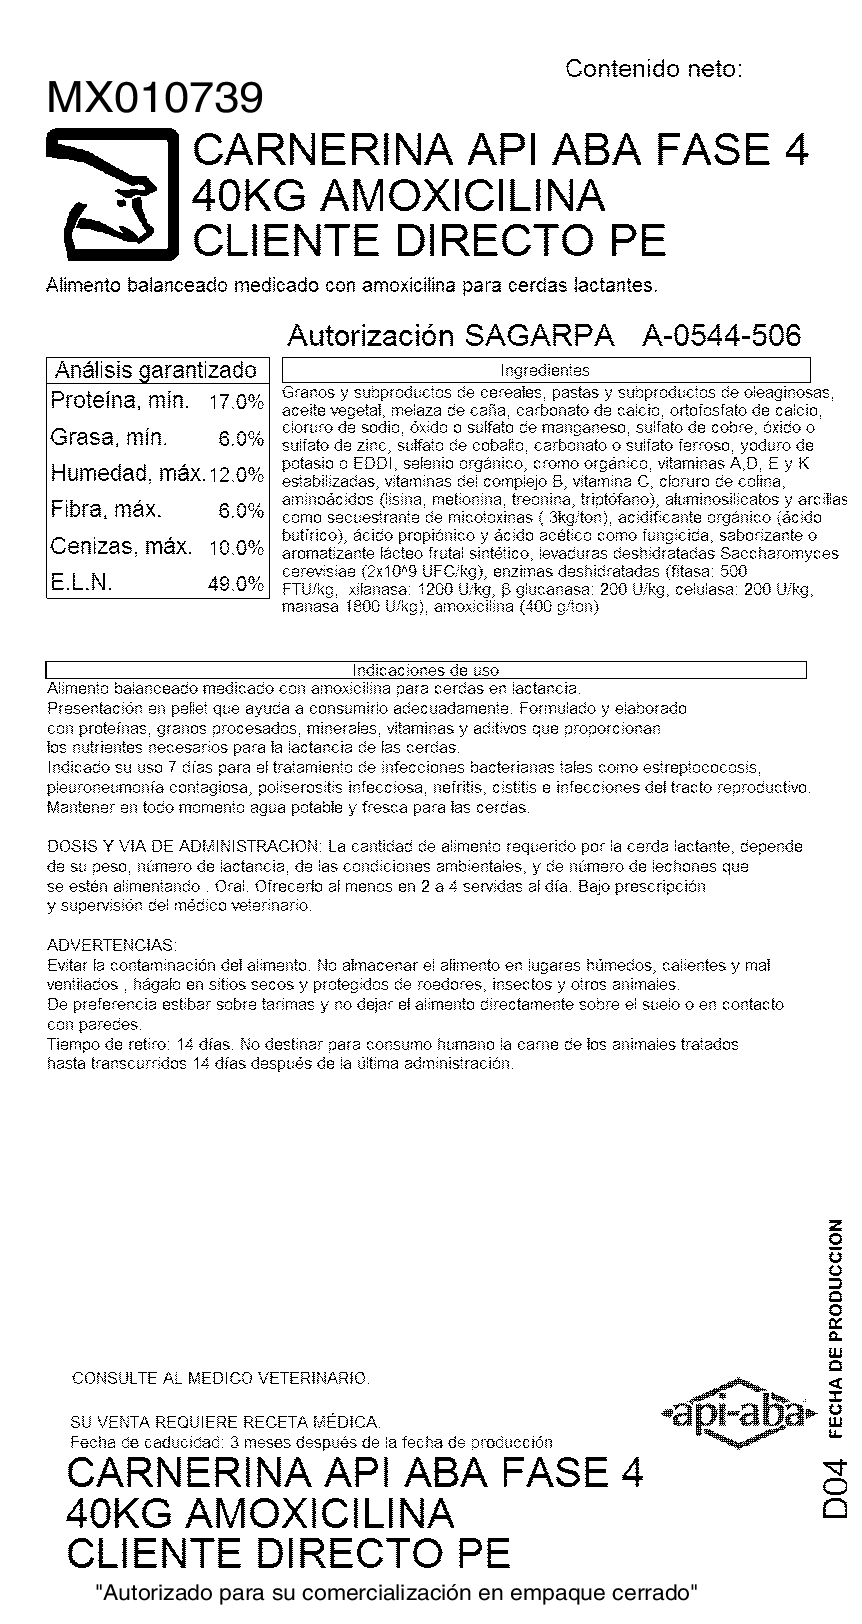 Contenido neto:
MX010739
CARNERINA API ABA FASE 4
40KG AMOXICILINA
CLIENTE DIRECTO PE
Alimento balanceado medicado con amoxicilina para cerdas lactantes.
Autorización SAGARPA A-0544-506
Análisis garantizado
Proteína, mín. 17.0%
Grasa, mín. 6.0%
Humedad, máx. 12.0%
Fibra, máx. 6.0%
Cenizas, máx. 10.0%
E.L.N. 49.0%
Ingredientes
Granos y subproductos de cereales, pastas y subproductos de oleaginosas,
aceite vegetal, melaza de caña, carbonato de calcio, ortofosfato de calcio,
cloruro de sodio, óxido o sulfato de manganeso, sulfato de cobre, óxido o
sulfato de zinc, sulfato de cobalto, carbonato o sulfato ferroso, yoduro de
potasio o EDDI, selenio orgánico, cromo orgánico, vitaminas A,D, E y K
estabilizadas, vitaminas del complejo B, vitamina C, cloruro de colina,
aminoácidos (lisina, metionina, treonina, triptófano), aluminosilicatos y arcillas
como secuestrante de micotoxinas ( 3kg/ton), acidificante orgánico (ácido
butírico), ácido propiónico y ácido acético como fungicida, saborizante o
aromatizante lácteo frutal sintético, levaduras deshidratadas Saccharomyces
cerevisiae (2x10^9 UFC/kg), enzimas deshidratadas (fitasa: 500
FTU/kg, xilanasa: 1200 U/kg, β glucanasa: 200 U/kg, celulasa: 200 U/kg,
manasa 1800 U/kg), amoxicilina (400 g/ton)
Indicaciones de uso
Alimento balanceado medicado con amoxicilina para cerdas en lactancia.
Presentación en pellet que ayuda a consumirlo adecuadamente. Formulado y elaborado
con proteínas, granos procesados, minerales, vitaminas y aditivos que proporcionan
los nutrientes necesarios para la lactancia de las cerdas.
Indicado su uso 7 días para el tratamiento de infecciones bacterianas tales como estreptococosis,
pleuroneumonía contagiosa, poliserositis infecciosa, nefritis, cistitis e infecciones del tracto reproductivo.
Mantener en todo momento agua potable y fresca para las cerdas.
DOSIS Y VIA DE ADMINISTRACION: La cantidad de alimento requerido por la cerda lactante, depende
de su peso, número de lactancia, de las condiciones ambientales, y de número de lechones que
se estén alimentando . Oral. Ofrecerlo al menos en 2 a 4 servidas al día. Bajo prescripción
y supervisión del médico veterinario.
ADVERTENCIAS:
Evitar la contaminación del alimento. No almacenar el alimento en lugares húmedos, calientes y mal
ventilados , hágalo en sitios secos y protegidos de roedores, insectos y otros animales.
De preferencia estibar sobre tarimas y no dejar el alimento directamente sobre el suelo o en contacto
con paredes.
Tiempo de retiro: 14 días. No destinar para consumo humano la carne de los animales tratados
hasta transcurridos 14 días después de la última administración.
FECHA DE PRODUCCION
D04
CONSULTE AL MEDICO VETERINARIO.
api-aba
SU VENTA REQUIERE RECETA MÉDICA.
Fecha de caducidad: 3 meses después de la fecha de producción
CARNERINA API ABA FASE 4
40KG AMOXICILINA
CLIENTE DIRECTO PE
"Autorizado para su comercialización en empaque cerrado"